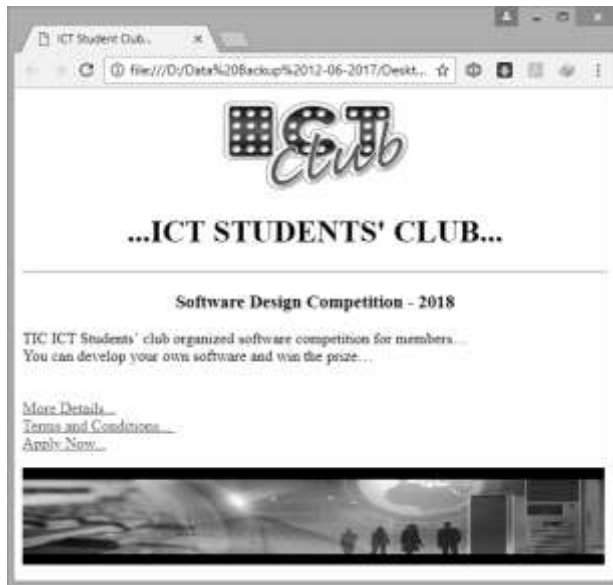 ICT Student Club..
file:///D:/Data%20Backup%2012-06-2017/Deskt...
ICT
Club
...ICT STUDENTS' CLUB...
Software Design Competition - 2018
TIC ICT Students' club organized software competition for members…
You can develop your own software and win the prize…
More Details...
Terms and Conditions...
Apply Now...